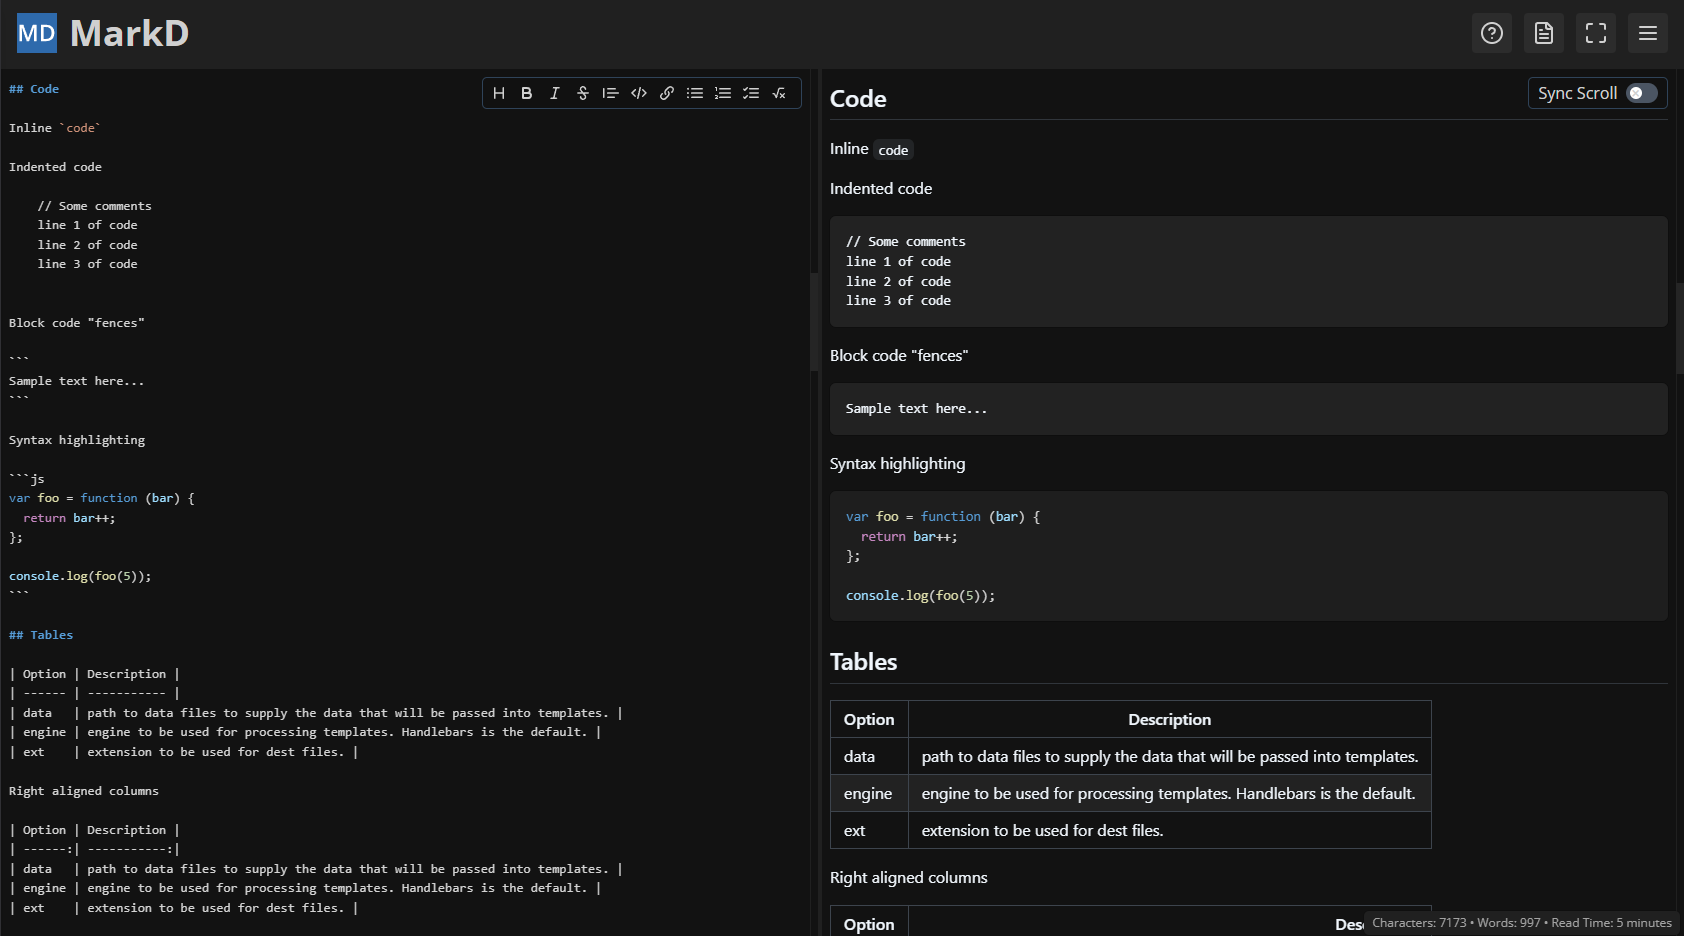 MD MarkD
## Code
Inline `code`
Indented code
// Some comments
line 1 of code
line 2 of code
line 3 of code
Block code "fences"
```
Sample text here...
```
Syntax highlighting
```js
var foo = function (bar) {
return bar++;
};
console.log(foo(5));
```
## Tables
| Option | Description |
| ------ | ----------- |
| data   | path to data files to supply the data that will be passed into templates. |
| engine | engine to be used for processing templates. Handlebars is the default. |
| ext    | extension to be used for dest files. |
Right aligned columns
| Option | Description |
| ------:| -----------:|
| data   | path to data files to supply the data that will be passed into templates. |
| engine | engine to be used for processing templates. Handlebars is the default. |
| ext    | extension to be used for dest files. |
Sync Scroll
Code
Inline code
Indented code
// Some comments
line 1 of code
line 2 of code
line 3 of code
Block code "fences"
Sample text here...
Syntax highlighting
var foo = function (bar) {
return bar++;
};
console.log(foo(5));
Tables
Option Description
data path to data files to supply the data that will be passed into templates.
engine engine to be used for processing templates. Handlebars is the default.
ext extension to be used for dest files.
Right aligned columns
Option
Characters: 7173 • Words: 997 • Read Time: 5 minutes